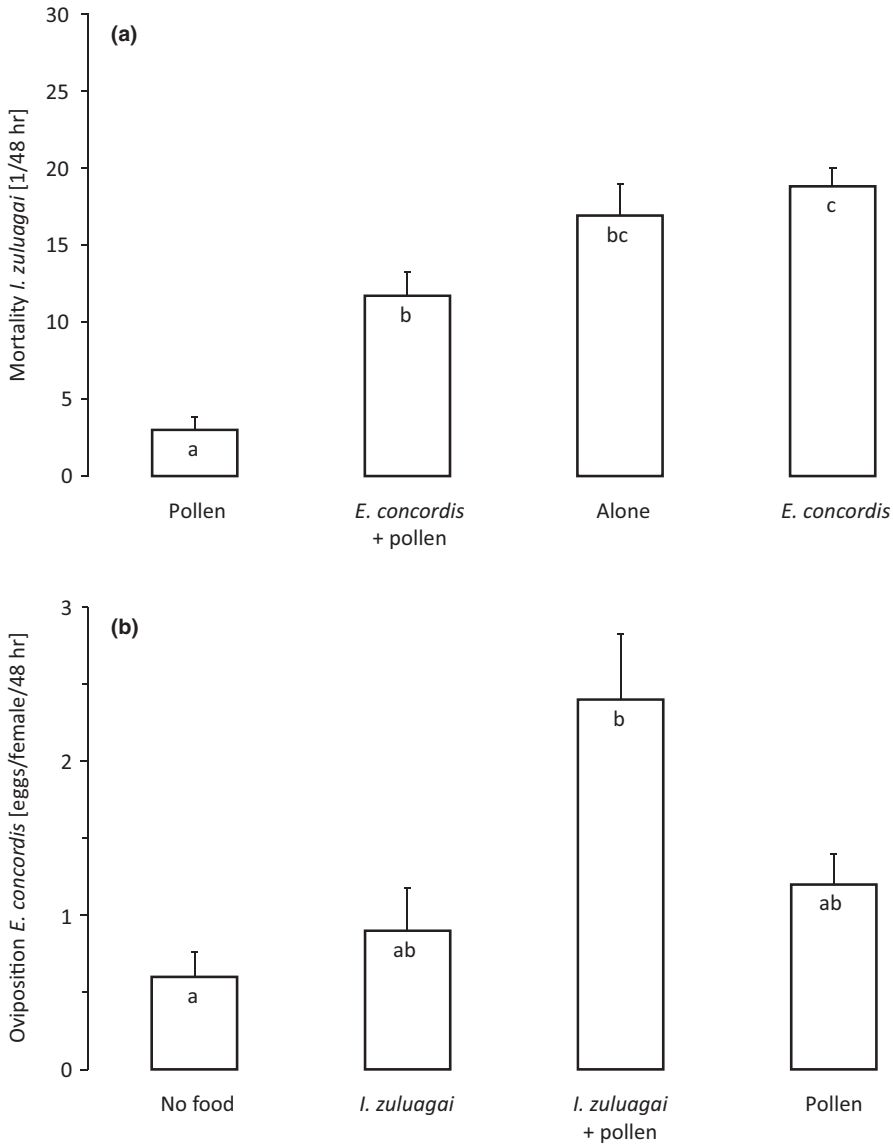 (a)
Mortality I. zuluagai [1/48 hr]
30
25
20
15
10
5
0
a
b
bc
c
Pollen
E. concordis
+ pollen
Alone
E. concordis
(b)
Oviposition E. concordis [eggs/female/48 hr]
3
2
1
0
a
ab
b
ab
No food
I. zuluagai
I. zuluagai
+ pollen
Pollen